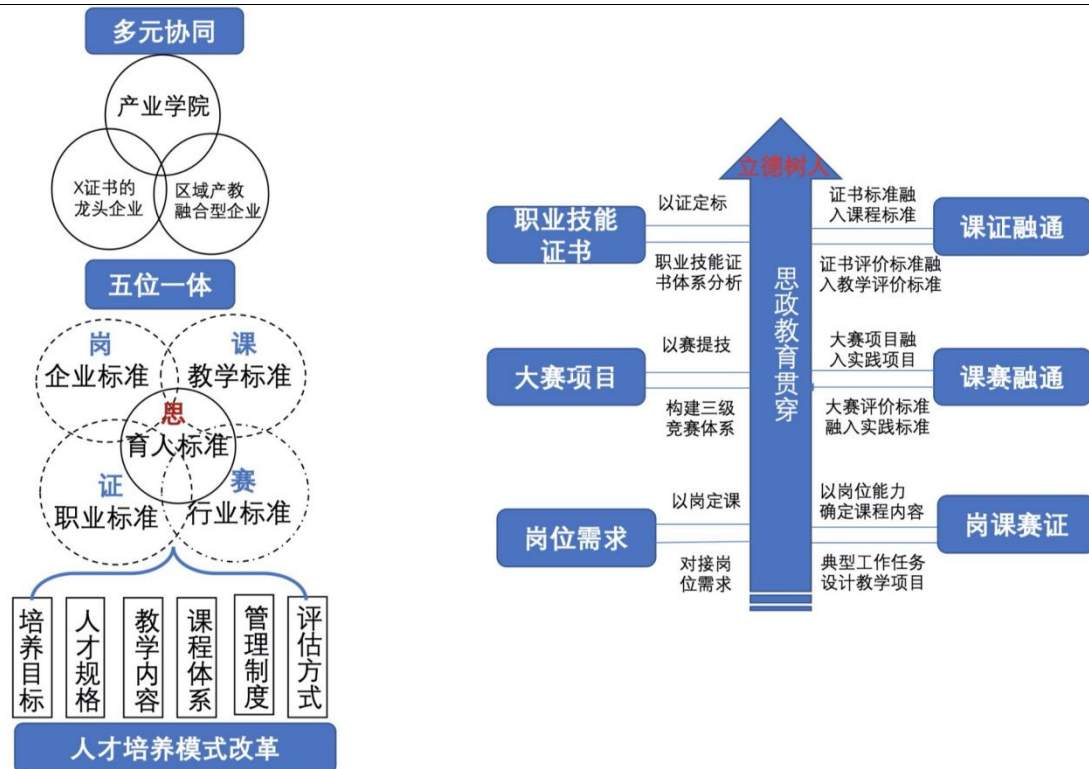 多元协同
产业学院
X证书的
龙头企业
区域产教
融合型企业
五位一体
岗
企业标准
课
教学标准
思
育人标准
证
职业标准
赛
行业标准
培养目标
人才规格
教学内容
课程体系
管理制度
评估方式
人才培养模式改革
立德树人
思政教育贯穿
职业技能
证书
以证定标
职业技能证
书体系分析
证书标准融
入课程标准
证书评价标准融
入教学评价标准
课证融通
大赛项目
以赛提技
构建三级
竞赛体系
大赛项目融
入实践项目
大赛评价标准
融入实践标准
课赛融通
岗位需求
以岗定课
对接岗
位需求
以岗位能力
确定课程内容
典型工作任务
设计教学项目
岗课赛证